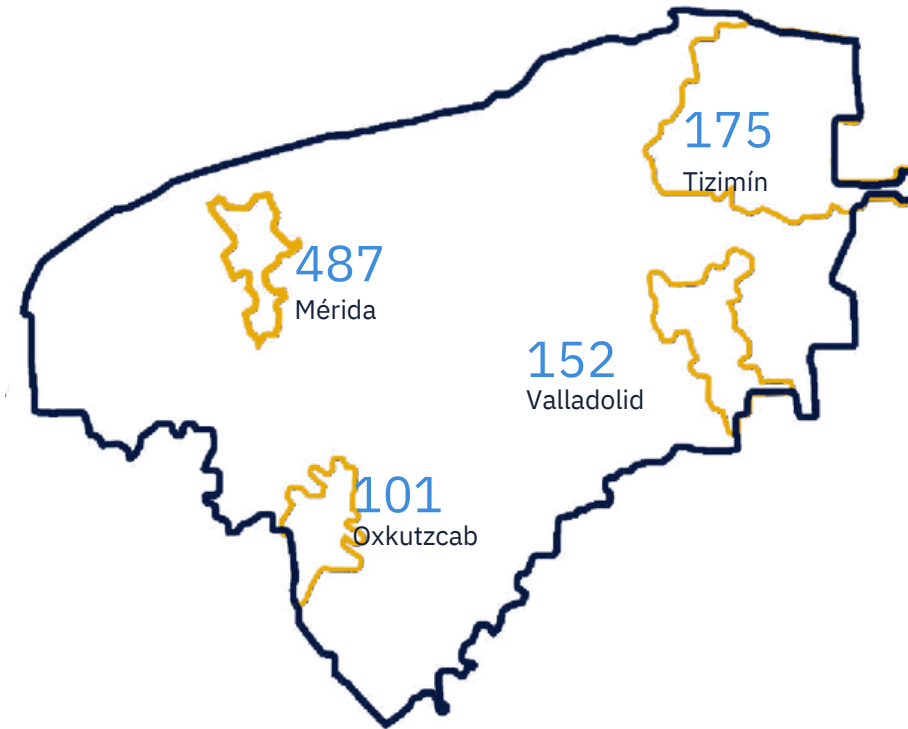 175
Tizimín
487
Mérida
152
Valladolid
101
Oxkutzcab